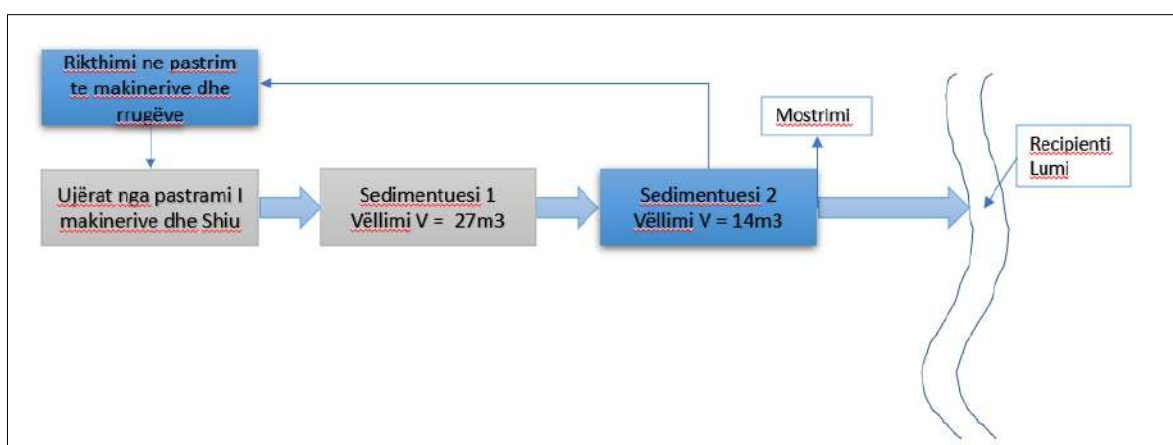 Rikthimi ne pastrim
te makinerive dhe
rrugëve
Mostrimi
Recipienti
Lumi
Ujërat nga pastrami I
makinerive dhe Shiu
Sedimentuesi 1
Vëllimi V = 27m3
Sedimentuesi 2
Vëllimi V = 14m3